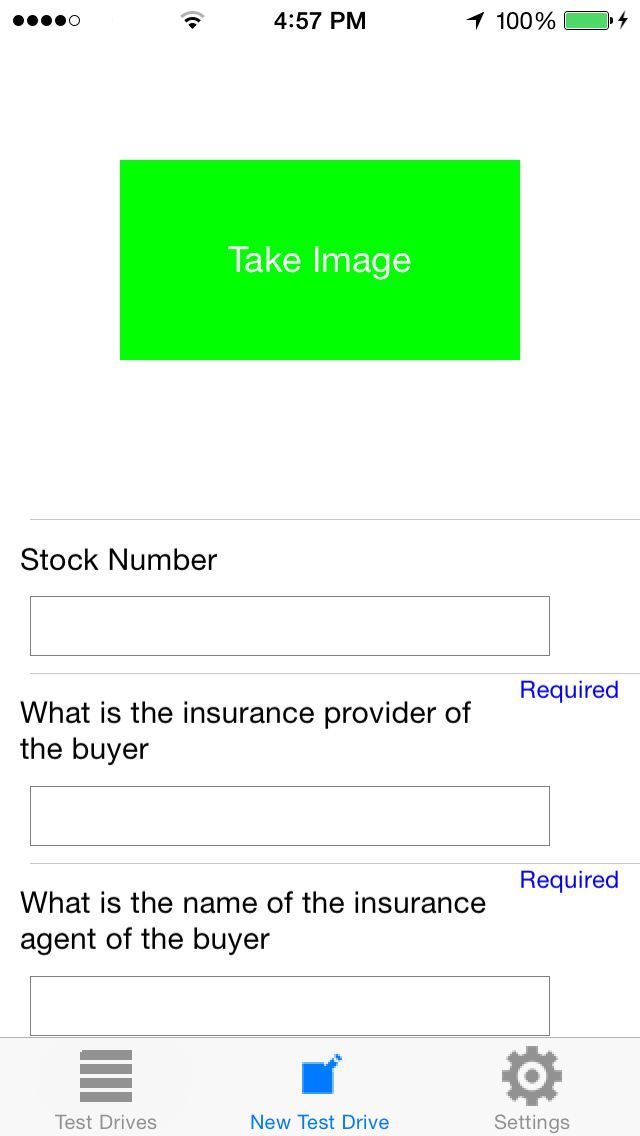 4:57 PM 100%
Take Image
Stock Number
Required
What is the insurance provider of
the buyer
Required
What is the name of the insurance
agent of the buyer
Test Drives New Test Drive Settings